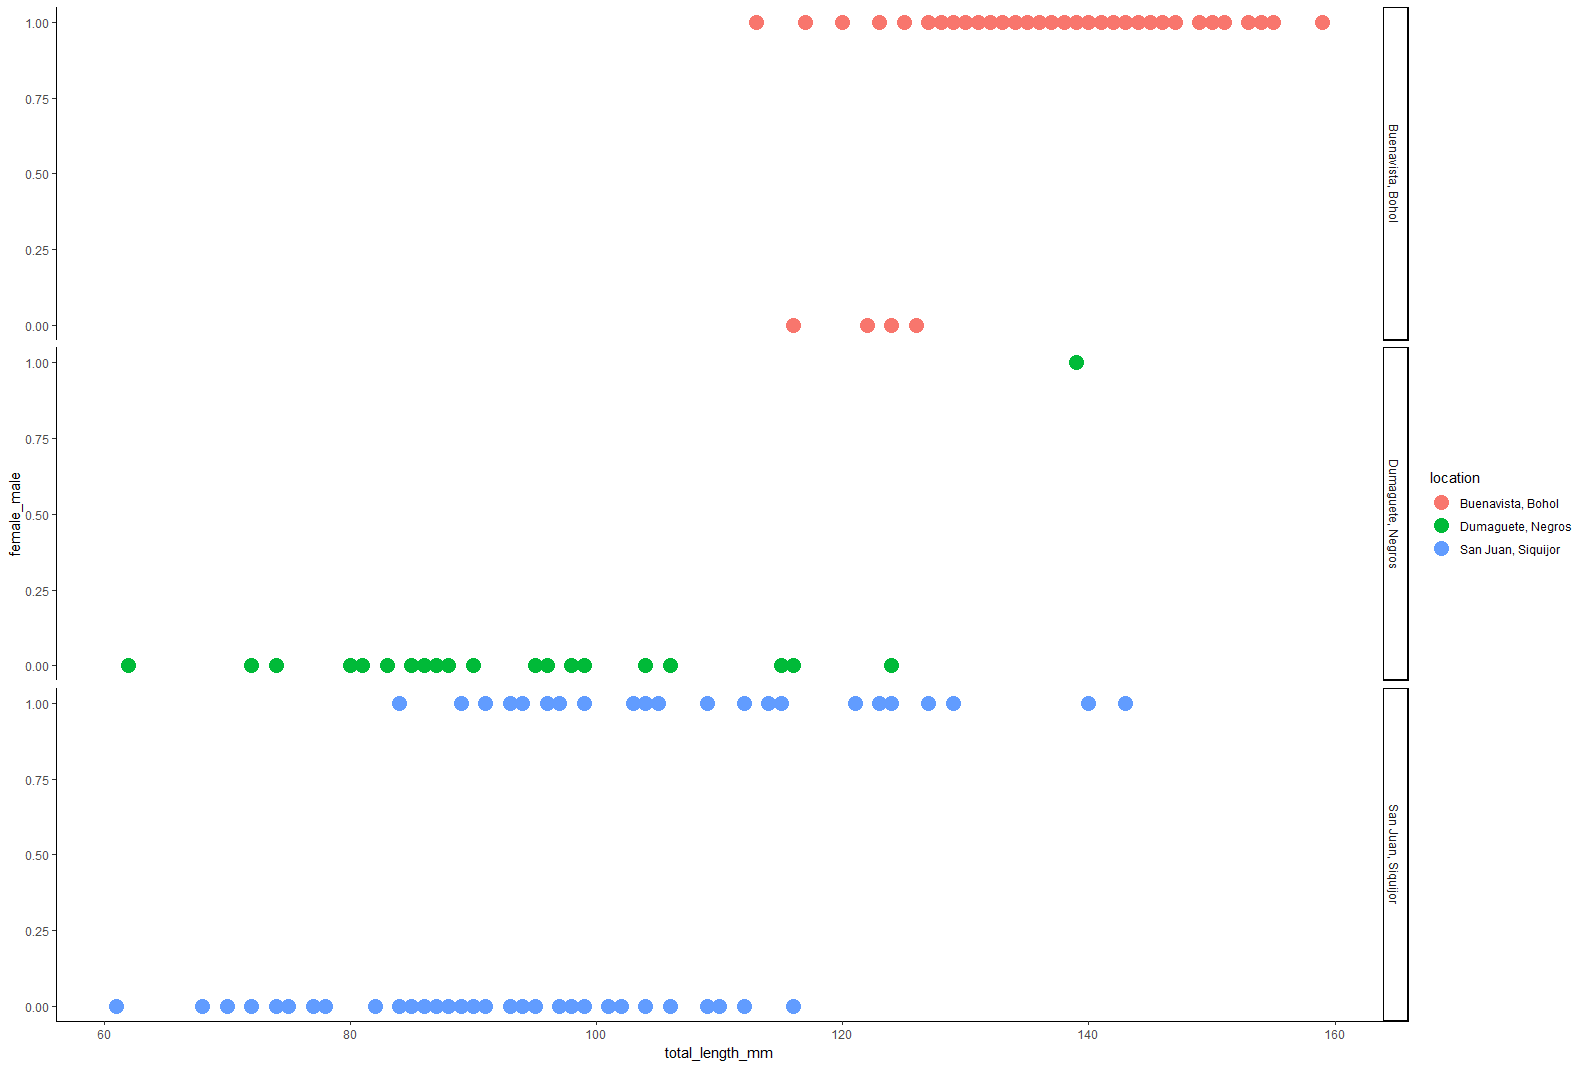 1.00
0.75
0.50
0.25
0.00
Buenavista, Bohol
1.00
0.75
0.50
0.25
0.00
Dumaguete, Negros
1.00
0.75
0.50
0.25
0.00
San Juan, Siquijor
female_male
60 80 100 120 140 160
total_length_mm
location
Buenavista, Bohol
Dumaguete, Negros
San Juan, Siquijor